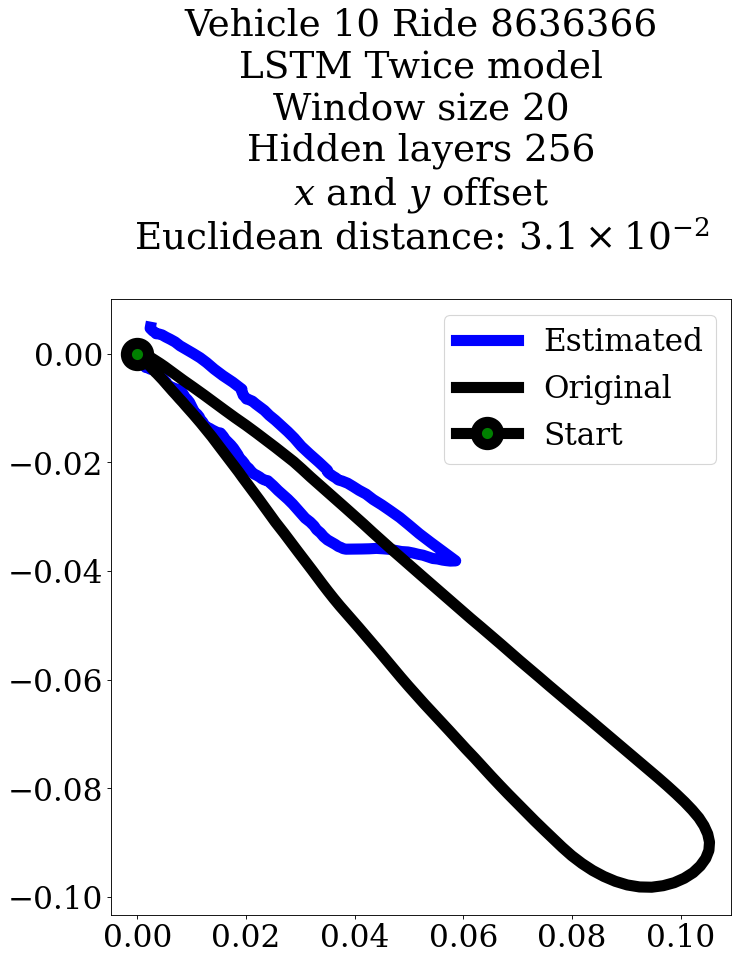 Vehicle 10 Ride 8636366
LSTM Twice model
Window size 20
Hidden layers 256
x and y offset
Euclidean distance: 3.1 × 10⁻²
Estimated
Original
Start
0.00
−0.02
−0.04
−0.06
−0.08
−0.10
0.00 0.02 0.04 0.06 0.08 0.10